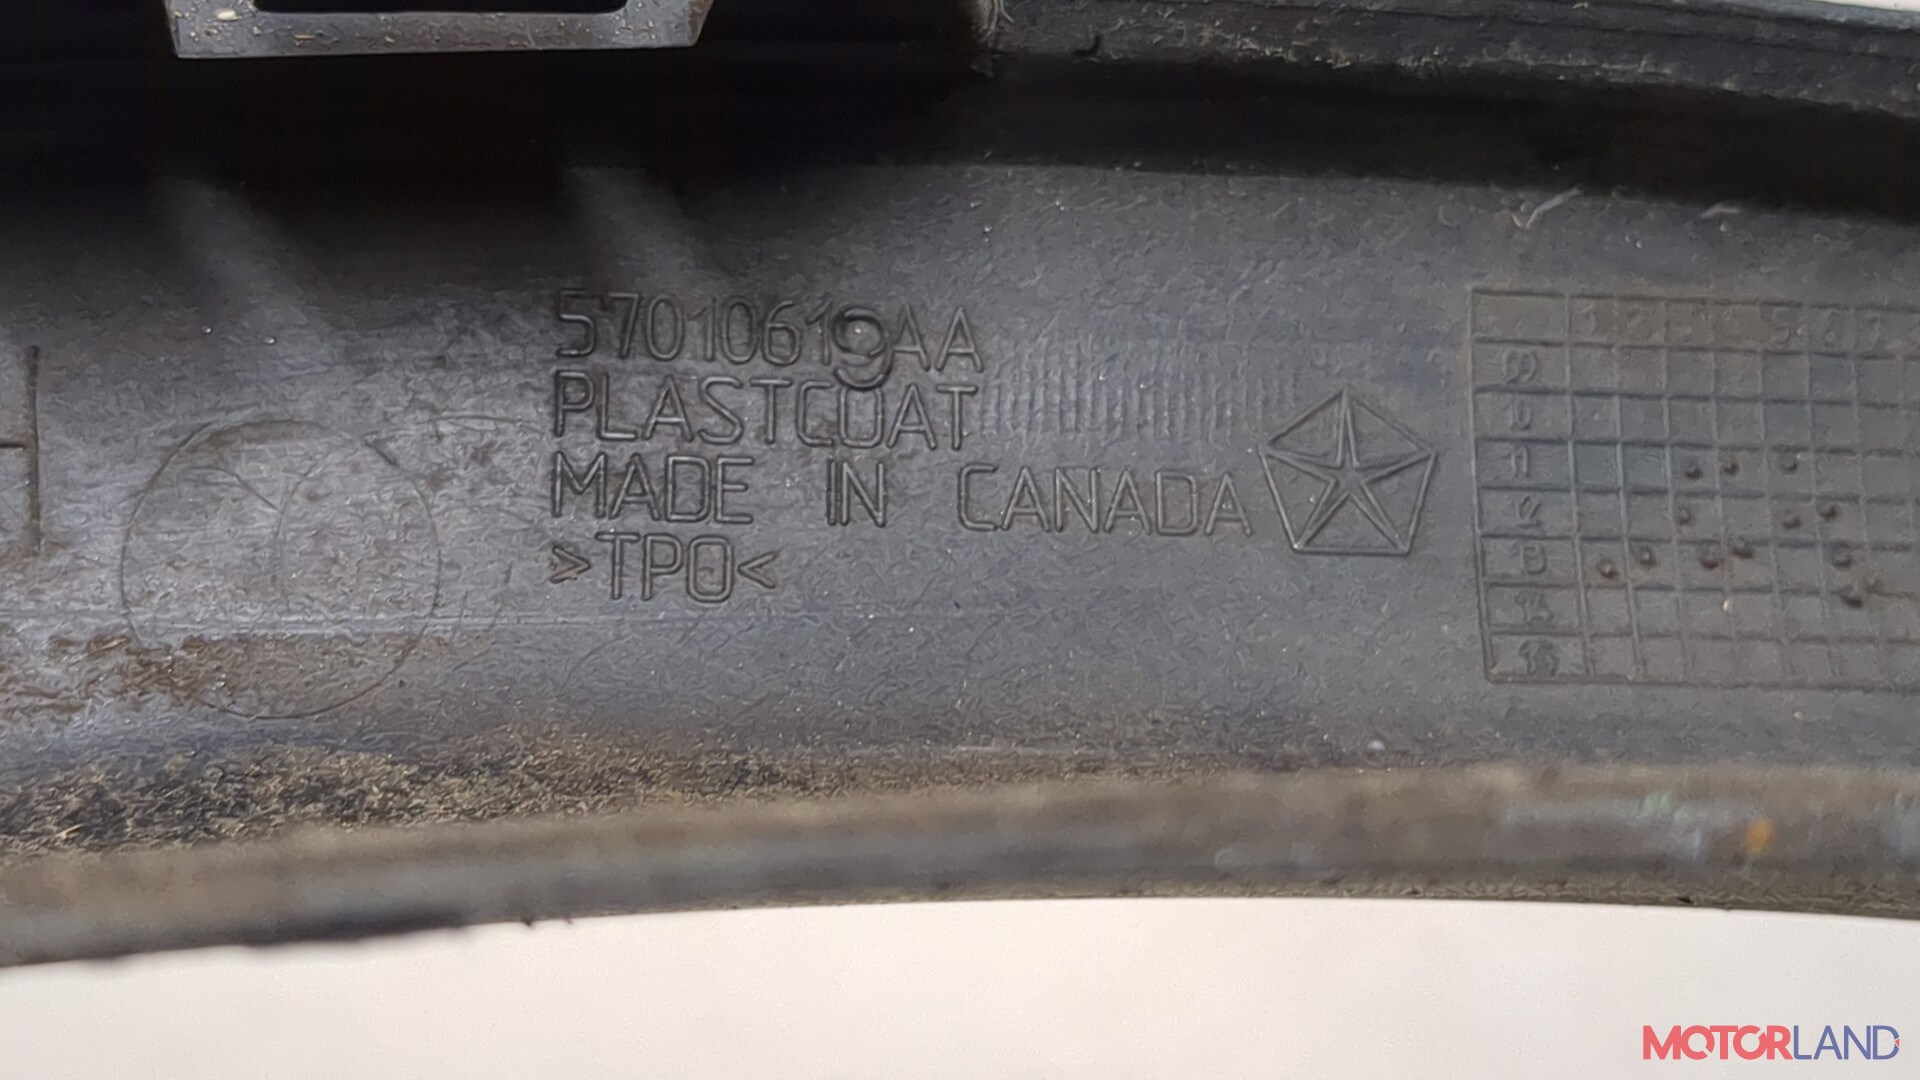 57010619AA
PLASTCOAT
MADE IN CANADA
>TPO<
MOTORLAND